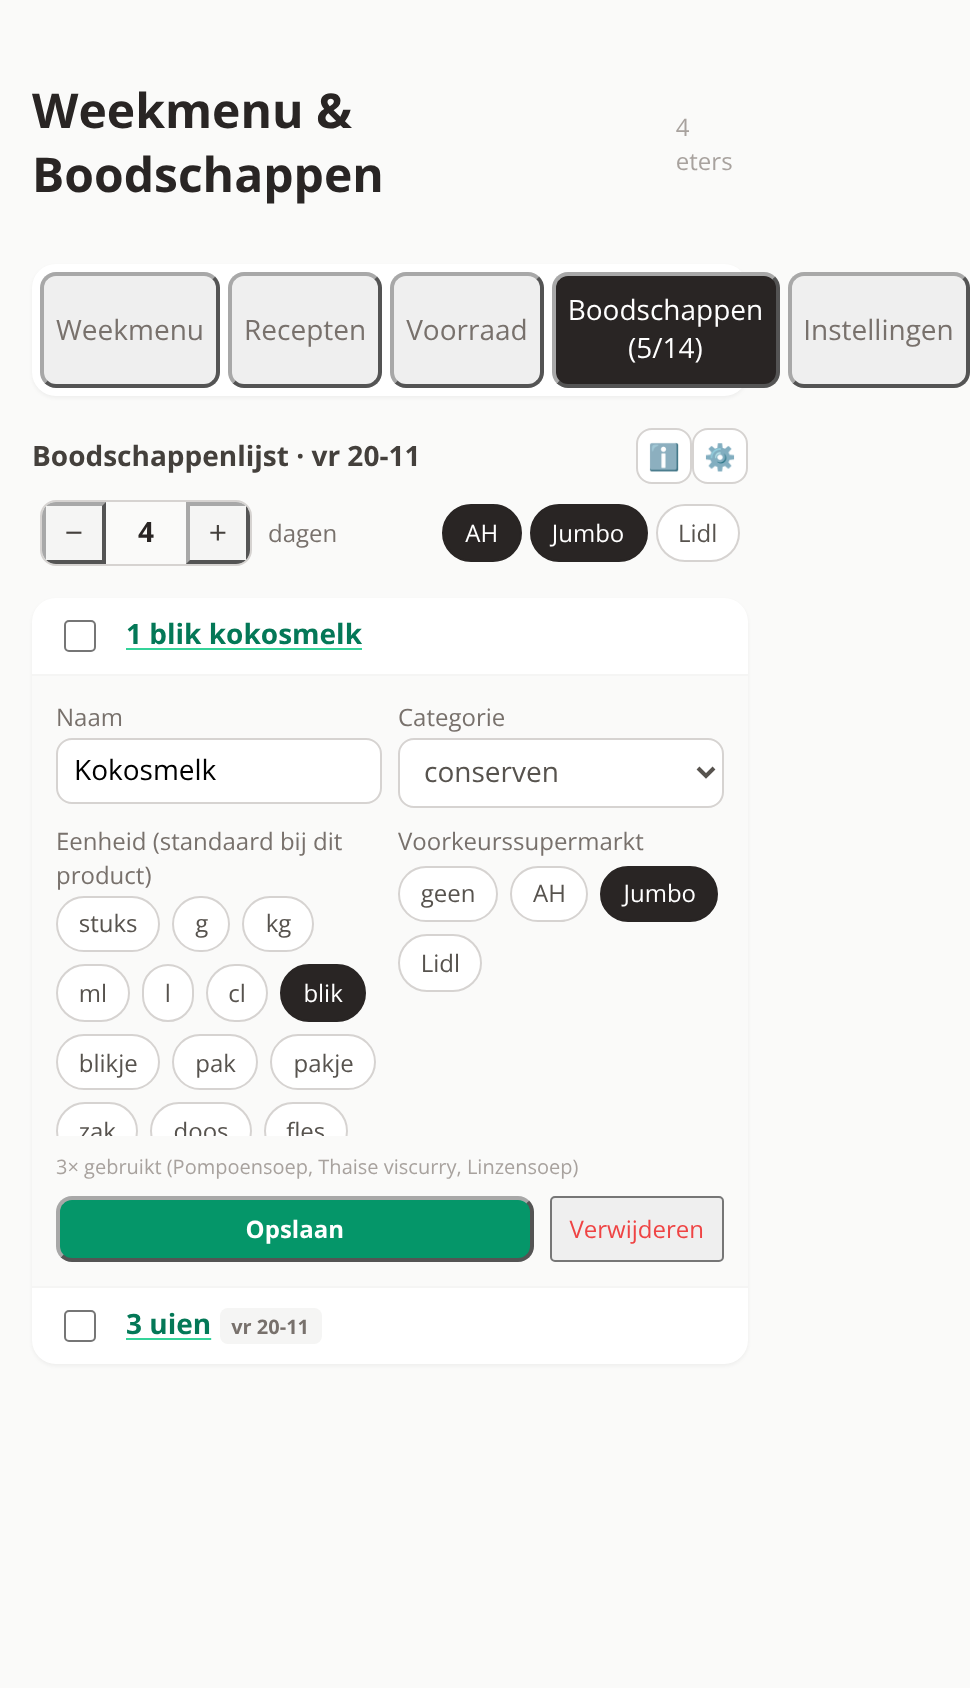 Weekmenu &
Boodschappen
4
eters
Weekmenu
Recepten
Voorraad
Boodschappen
(5/14)
Instellingen
Boodschappenlijst · vr 20-11
− 4 + dagen
AH Jumbo Lidl
1 blik kokosmelk
Naam
Kokosmelk
Categorie
conserven
Eenheid (standaard bij dit
product)
stuks g kg
ml l cl blik
blikje pak pakje
zak doos fles
Voorkeurssupermarkt
geen AH Jumbo
Lidl
3× gebruikt (Pompoensoep, Thaise viscurry, Linzensoep)
Opslaan
Verwijderen
3 uien vr 20-11